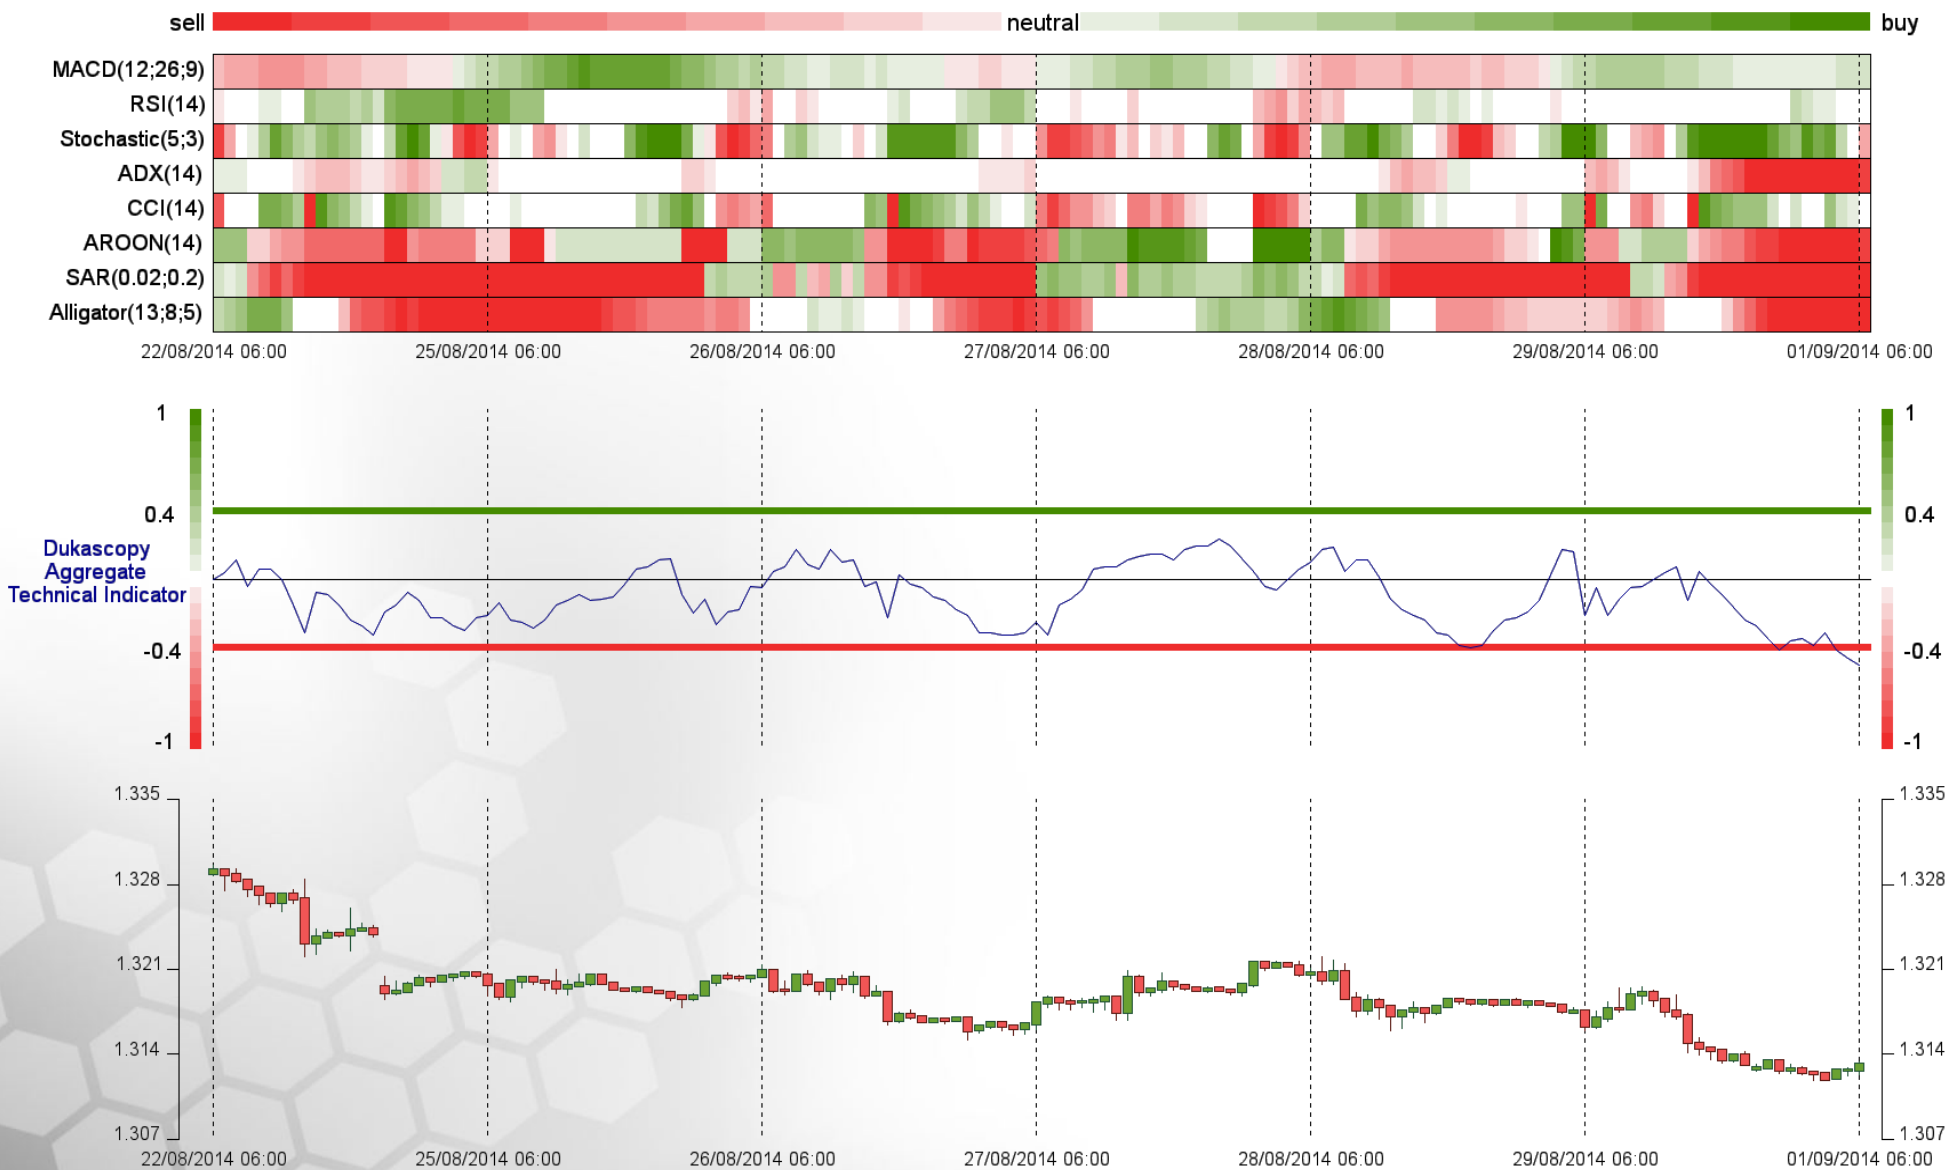 sell neutral buy
MACD(12;26;9)
RSI(14)
Stochastic(5;3)
ADX(14)
CCI(14)
AROON(14)
SAR(0.02;0.2)
Alligator(13;8;5)
22/08/2014 06:00 25/08/2014 06:00 26/08/2014 06:00 27/08/2014 06:00 28/08/2014 06:00 29/08/2014 06:00 01/09/2014 06:00
1 1
0.4 0.4
Dukascopy
Aggregate
Technical Indicator
-0.4 -0.4
-1 -1
1.335 1.335
1.328 1.328
1.321 1.321
1.314 1.314
1.307 1.307
22/08/2014 06:00 25/08/2014 06:00 26/08/2014 06:00 27/08/2014 06:00 28/08/2014 06:00 29/08/2014 06:00 01/09/2014 06:00